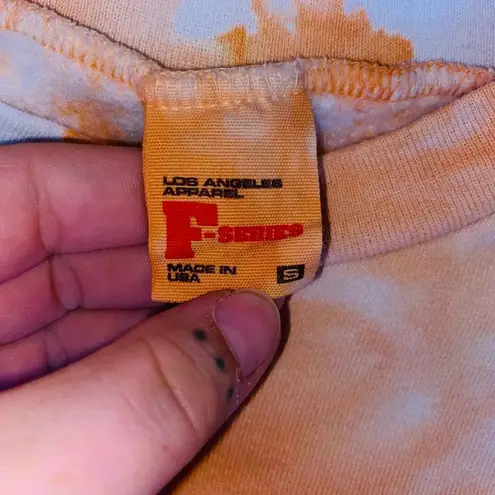 LOS ANGELES
APPAREL
F-SERIES
MADE IN
USA
S